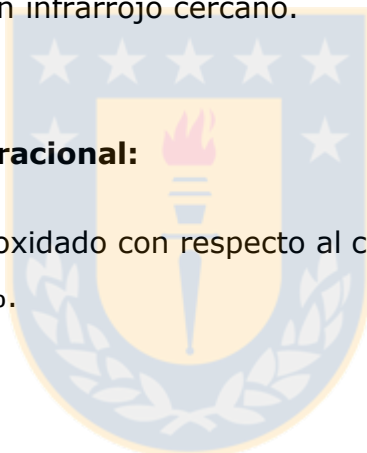 n infrarrojo cercano.
racional:
oxidado con respecto al c